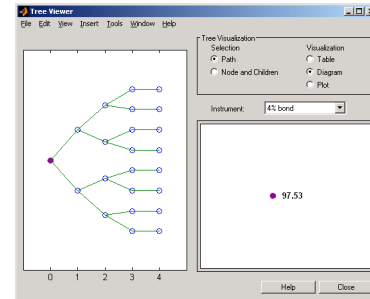 Tree Viewer
File Edit View Insert Tools Window Help
Tree Visualization
Selection Visualization
Path Table
Node and Children Diagram
Plot
Instrument: 4% bond
97.53
0 1 2 3 4
Help Close